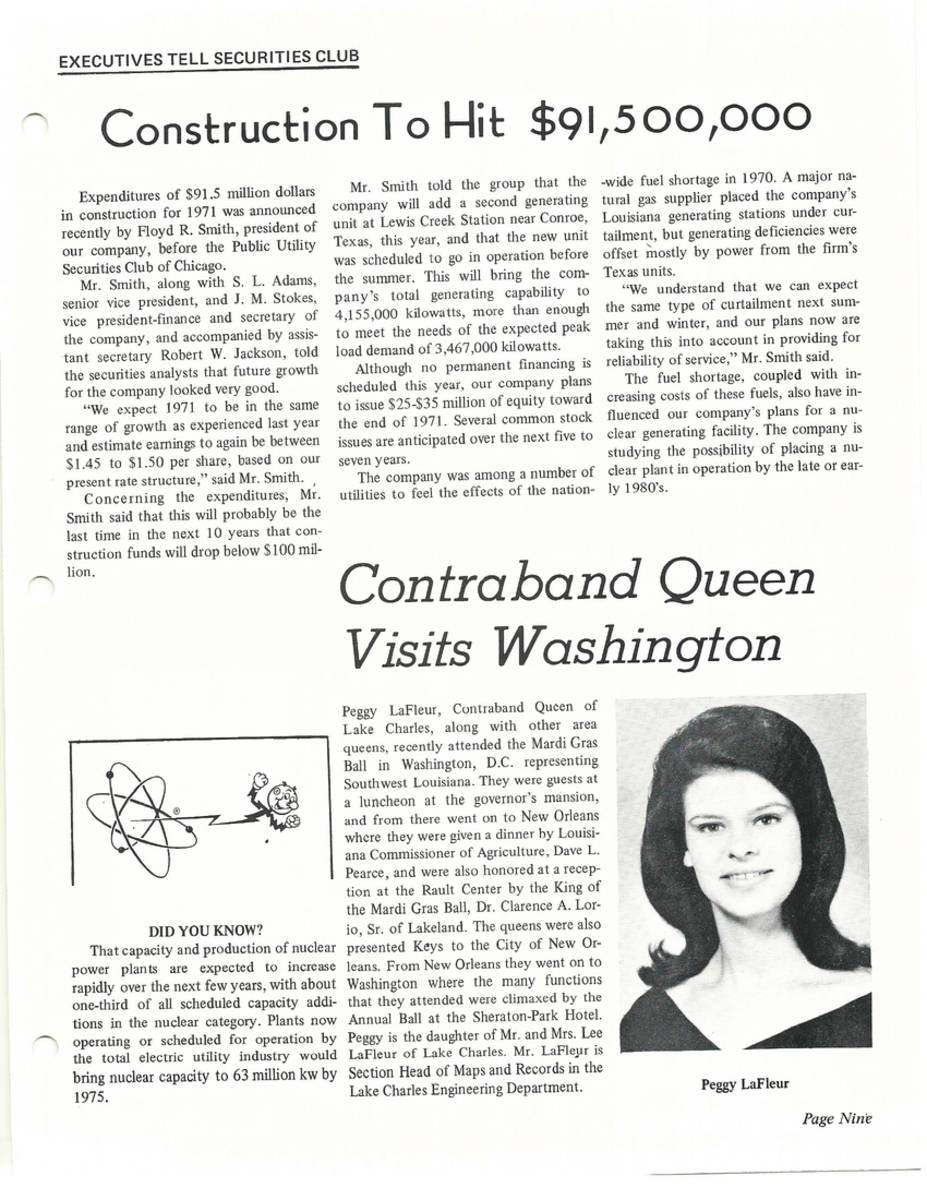 EXECUTIVES TELL SECURITIES CLUB
Construction To Hit $91,500,000
Expenditures of $91.5 million dollars
in construction for 1971 was announced
recently by Floyd R. Smith, president of
our company, before the Public Utility
Securities Club of Chicago.
Mr. Smith, along with S. L. Adams,
senior vice president, and J. M. Stokes,
vice president-finance and secretary of
the company, and accompanied by assis-
tant secretary Robert W. Jackson, told
the securities analysts that future growth
for the company looked very good.
“We expect 1971 to be in the same
range of growth as experienced last year
and estimate earnings to again be between
$1.45 to $1.50 per share, based on our
present rate structure,” said Mr. Smith.
Concerning the expenditures, Mr.
Smith said that this will probably be the
last time in the next 10 years that con-
struction funds will drop below $100 mil-
lion.
Mr. Smith told the group that the
company will add a second generating
unit at Lewis Creek Station near Conroe,
Texas, this year, and that the new unit
was scheduled to go in operation before
the summer. This will bring the com-
pany’s total generating capability to
4,155,000 kilowatts, more than enough
to meet the needs of the expected peak
load demand of 3,467,000 kilowatts.
Although no permanent financing is
scheduled this year, our company plans
to issue $25-$35 million of equity toward
the end of 1971. Several common stock
issues are anticipated over the next five to
seven years.
The company was among a number of
utilities to feel the effects of the nation-
-wide fuel shortage in 1970. A major na-
tural gas supplier placed the company’s
Louisiana generating stations under cur-
tailment, but generating deficiencies were
offset mostly by power from the firm’s
Texas units.
“We understand that we can expect
the same type of curtailment next sum-
mer and winter, and our plans now are
taking this into account in providing for
reliability of service,” Mr. Smith said.
The fuel shortage, coupled with in-
creasing costs of these fuels, also have in-
fluenced our company’s plans for a nu-
clear generating facility. The company is
studying the possibility of placing a nu-
clear plant in operation by the late or ear-
ly 1980’s.
Contraband Queen
Visits Washington
®
DID YOU KNOW?
That capacity and production of nuclear
power plants are expected to increase
rapidly over the next few years, with about
one-third of all scheduled capacity addi-
tions in the nuclear category. Plants now
operating or scheduled for operation by
the total electric utility industry would
bring nuclear capacity to 63 million kw by
1975.
Peggy LaFleur, Contraband Queen of
Lake Charles, along with other area
queens, recently attended the Mardi Gras
Ball in Washington, D.C. representing
Southwest Louisiana. They were guests at
a luncheon at the governor’s mansion,
and from there went on to New Orleans
where they were given a dinner by Louisi-
ana Commissioner of Agriculture, Dave L.
Pearce, and were also honored at a recep-
tion at the Rault Center by the King of
the Mardi Gras Ball, Dr. Clarence A. Lor-
io, Sr. of Lakeland. The queens were also
presented Keys to the City of New Or-
leans. From New Orleans they went on to
Washington where the many functions
that they attended were climaxed by the
Annual Ball at the Sheraton-Park Hotel.
Peggy is the daughter of Mr. and Mrs. Lee
LaFleur of Lake Charles. Mr. LaFleur is
Section Head of Maps and Records in the
Lake Charles Engineering Department.
Peggy LaFleur
Page Nine